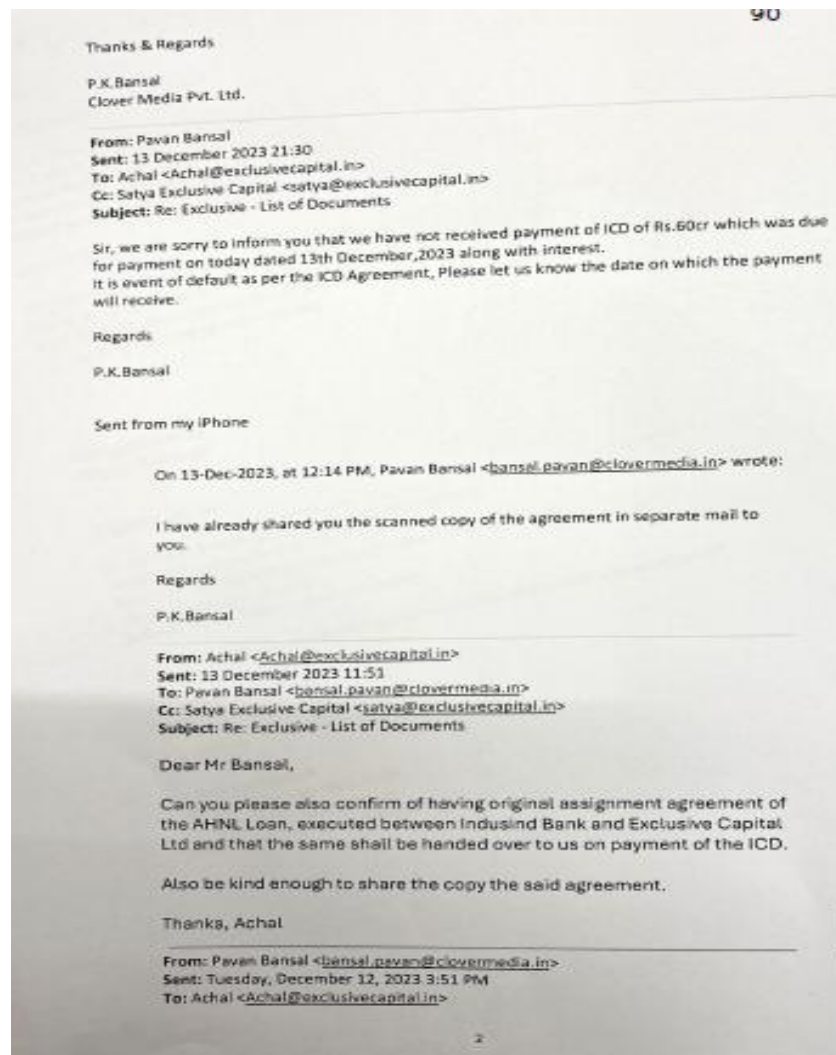 90
Thanks & Regards
P.K.Bansal
Clover Media Pvt. Ltd.
From: Pavan Bansal
Sent: 13 December 2023 21:30
To: Achal <Achal@exclusivecapital.in>
Cc: Satya Exclusive Capital <satya@exclusivecapital.in>
Subject: Re: Exclusive - List of Documents
Sir, we are sorry to inform you that we have not received payment of ICD of Rs.60cr which was due
for payment on today dated 13th December,2023 along with interest.
It is event of default as per the ICD Agreement, Please let us know the date on which the payment
will receive.
Regards
P.K.Bansal
Sent from my iPhone
On 13-Dec-2023, at 12:14 PM, Pavan Bansal <bansal.pavan@clovermedia.in> wrote:
I have already shared you the scanned copy of the agreement in separate mail to
you.
Regards
P.K.Bansal
From: Achal <Achal@exclusivecapital.in>
Sent: 13 December 2023 11:51
To: Pavan Bansal <bansal.pavan@clovermedia.in>
Cc: Satya Exclusive Capital <satya@exclusivecapital.in>
Subject: Re: Exclusive - List of Documents
Dear Mr Bansal,
Can you please also confirm of having original assignment agreement of
the AHNL Loan, executed between Indusind Bank and Exclusive Capital
Ltd and that the same shall be handed over to us on payment of the ICD.
Also be kind enough to share the copy the said agreement.
Thanks, Achal
From: Pavan Bansal <bansal.pavan@clovermedia.in>
Sent: Tuesday, December 12, 2023 3:51 PM
To: Achal <Achal@exclusivecapital.in>
2